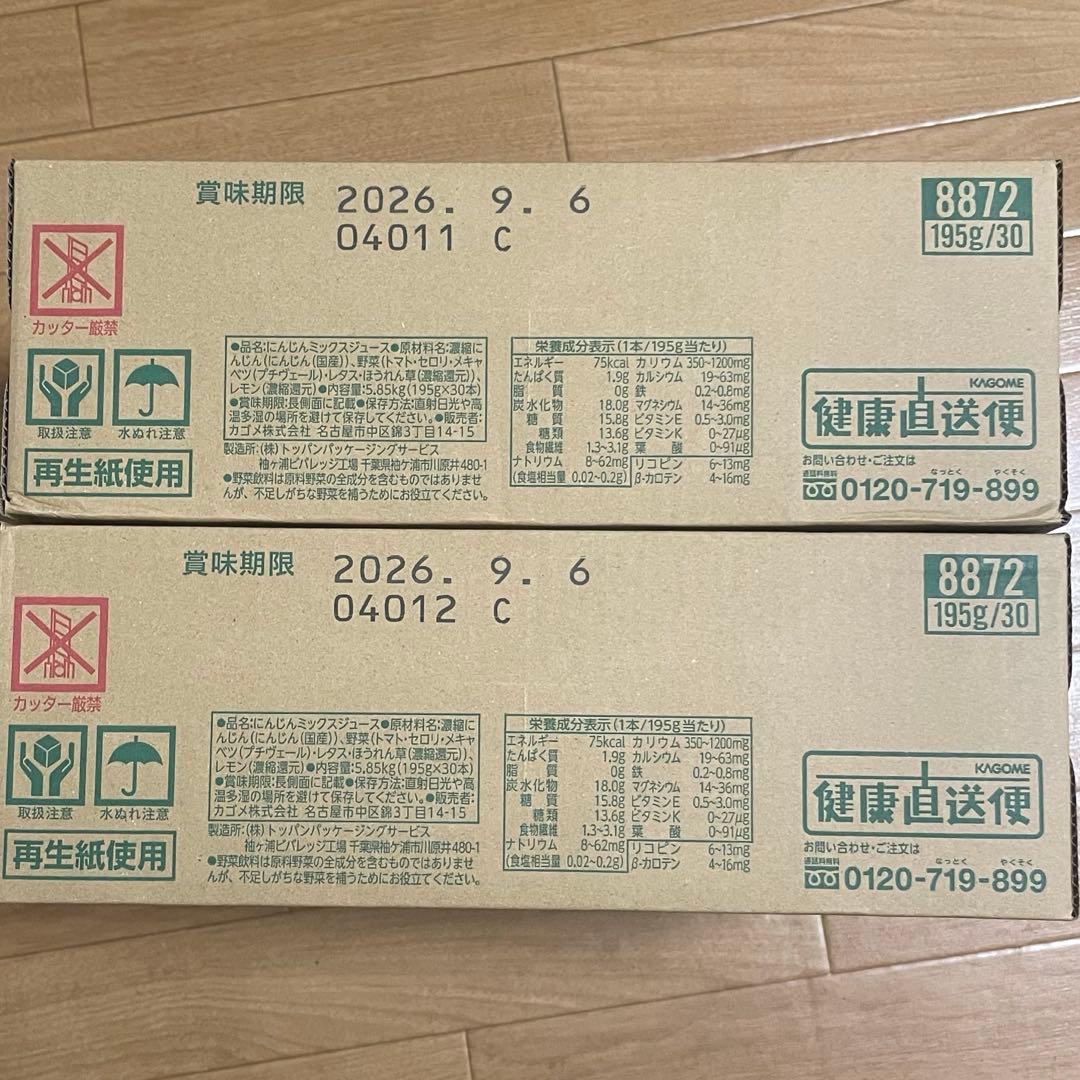 賞味期限 2026. 9. 6
04011 C
8872
195g/30
カッター厳禁
取扱注意 水ぬれ注意
再生紙使用
●品名:にんじんミックスジュース●原材料名:濃縮に
んじん(にんじん(国産))、野菜(トマト・セロリ・メキャ
ベツ(プチヴェール)・レタス・ほうれん草(濃縮還元))、
レモン(濃縮還元)●内容量:5.85kg(195g×30本)
●賞味期限:長側面に記載●保存方法:直射日光や高
温多湿の場所を避けて保存してください。●販売者:
カゴメ株式会社 名古屋市中区錦3丁目14-15
製造所:(株)トッパンパッケージングサービス
袖ヶ浦ビバレッジ工場 千葉県袖ケ浦市川原井480-1
●野菜飲料は原料野菜の全成分を含むものではありませ
んが、不足しがちな野菜を補うためにお役立てください。
栄養成分表示(1本/195g当たり)
エネルギー 75kcal カリウム 350~1200mg
たんぱく質 1.9g カルシウム 19~63mg
脂質 0g 鉄 0.2~0.8mg
炭水化物 18.0g マグネシウム 14~36mg
糖質 15.8g ビタミンE 0.5~3.0mg
糖類 13.6g ビタミンK 0~27μg
食物繊維 1.3~3.1g 葉酸 0~91μg
ナトリウム 8~62mg リコピン 6~13mg
(食塩相当量 0.02~0.2g) β-カロテン 4~16mg
KAGOME
健康直送便
お問い合わせ・ご注文は
なっとく やくそく
通話料無料 0120-719-899
賞味期限 2026. 9. 6
04012 C
8872
195g/30
カッター厳禁
取扱注意 水ぬれ注意
再生紙使用
●品名:にんじんミックスジュース●原材料名:濃縮に
んじん(にんじん(国産))、野菜(トマト・セロリ・メキャ
ベツ(プチヴェール)・レタス・ほうれん草(濃縮還元))、
レモン(濃縮還元)●内容量:5.85kg(195g×30本)
●賞味期限:長側面に記載●保存方法:直射日光や高
温多湿の場所を避けて保存してください。●販売者:
カゴメ株式会社 名古屋市中区錦3丁目14-15
製造所:(株)トッパンパッケージングサービス
袖ヶ浦ビバレッジ工場 千葉県袖ケ浦市川原井480-1
●野菜飲料は原料野菜の全成分を含むものではありませ
んが、不足しがちな野菜を補うためにお役立てください。
栄養成分表示(1本/195g当たり)
エネルギー 75kcal カリウム 350~1200mg
たんぱく質 1.9g カルシウム 19~63mg
脂質 0g 鉄 0.2~0.8mg
炭水化物 18.0g マグネシウム 14~36mg
糖質 15.8g ビタミンE 0.5~3.0mg
糖類 13.6g ビタミンK 0~27μg
食物繊維 1.3~3.1g 葉酸 0~91μg
ナトリウム 8~62mg リコピン 6~13mg
(食塩相当量 0.02~0.2g) β-カロテン 4~16mg
KAGOME
健康直送便
お問い合わせ・ご注文は
なっとく やくそく
通話料無料 0120-719-899